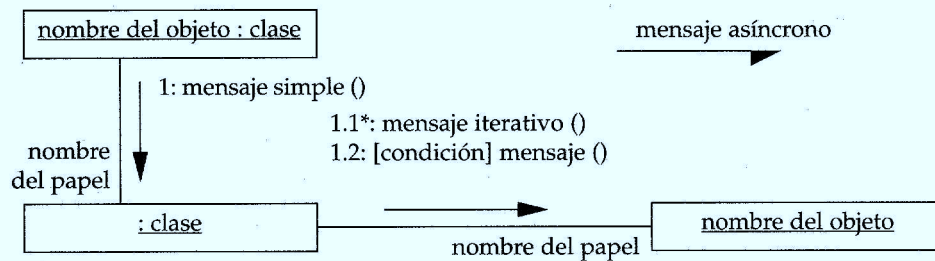 nombre del objeto : clase
mensaje asíncrono
1: mensaje simple ()
1.1*: mensaje iterativo ()
1.2: [condición] mensaje ()
nombre
del papel
: clase
nombre del objeto
nombre del papel